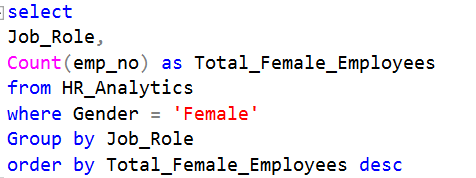 select
Job_Role,
Count(emp_no) as Total_Female_Employees
from HR_Analytics
where Gender = 'Female'
Group by Job_Role
order by Total_Female_Employees desc